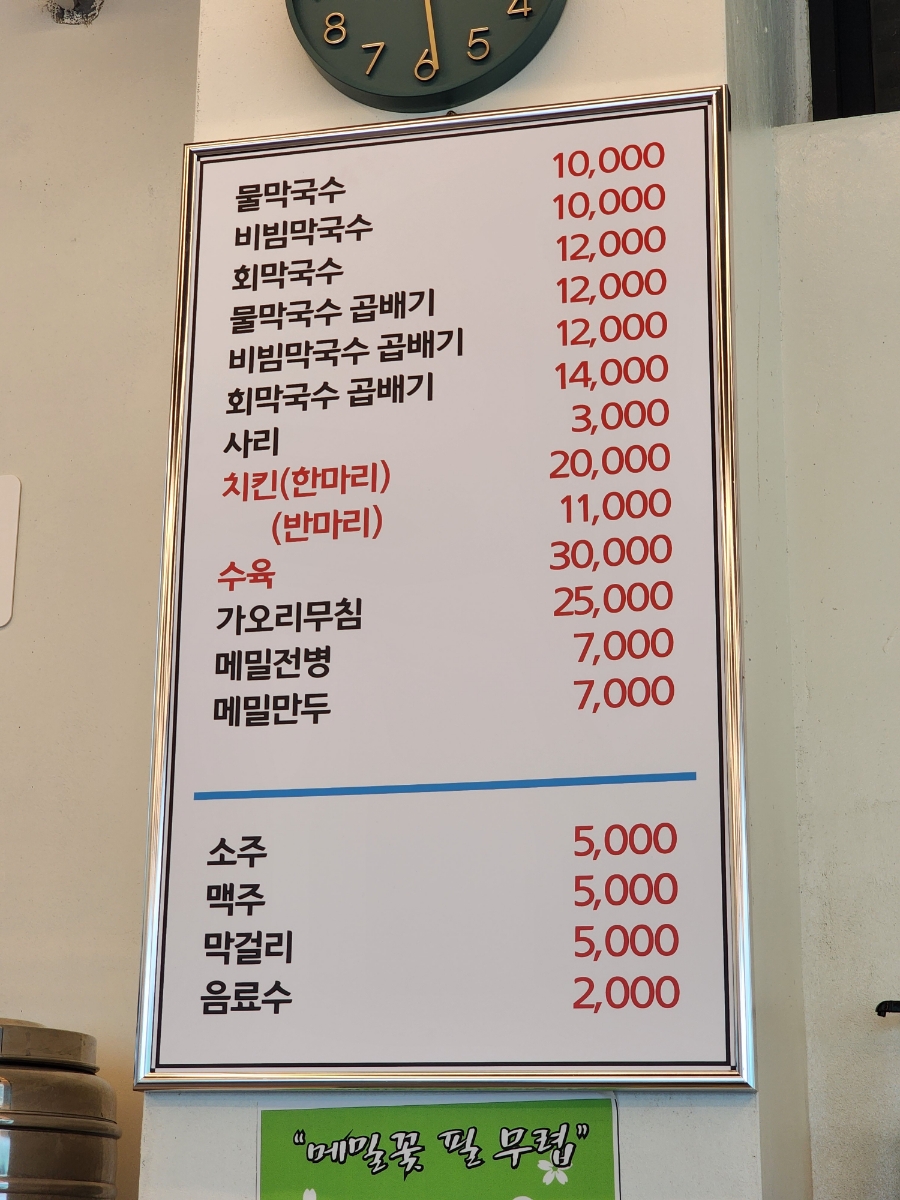 8 7 6 5 4
물막국수 10,000
비빔막국수 10,000
회막국수 12,000
물막국수 곱배기 12,000
비빔막국수 곱배기 12,000
회막국수 곱배기 14,000
사리 3,000
치킨(한마리) 20,000
(반마리) 11,000
수육 30,000
가오리무침 25,000
메밀전병 7,000
메밀만두 7,000
소주 5,000
맥주 5,000
막걸리 5,000
음료수 2,000
"메밀꽃 필 무렵"